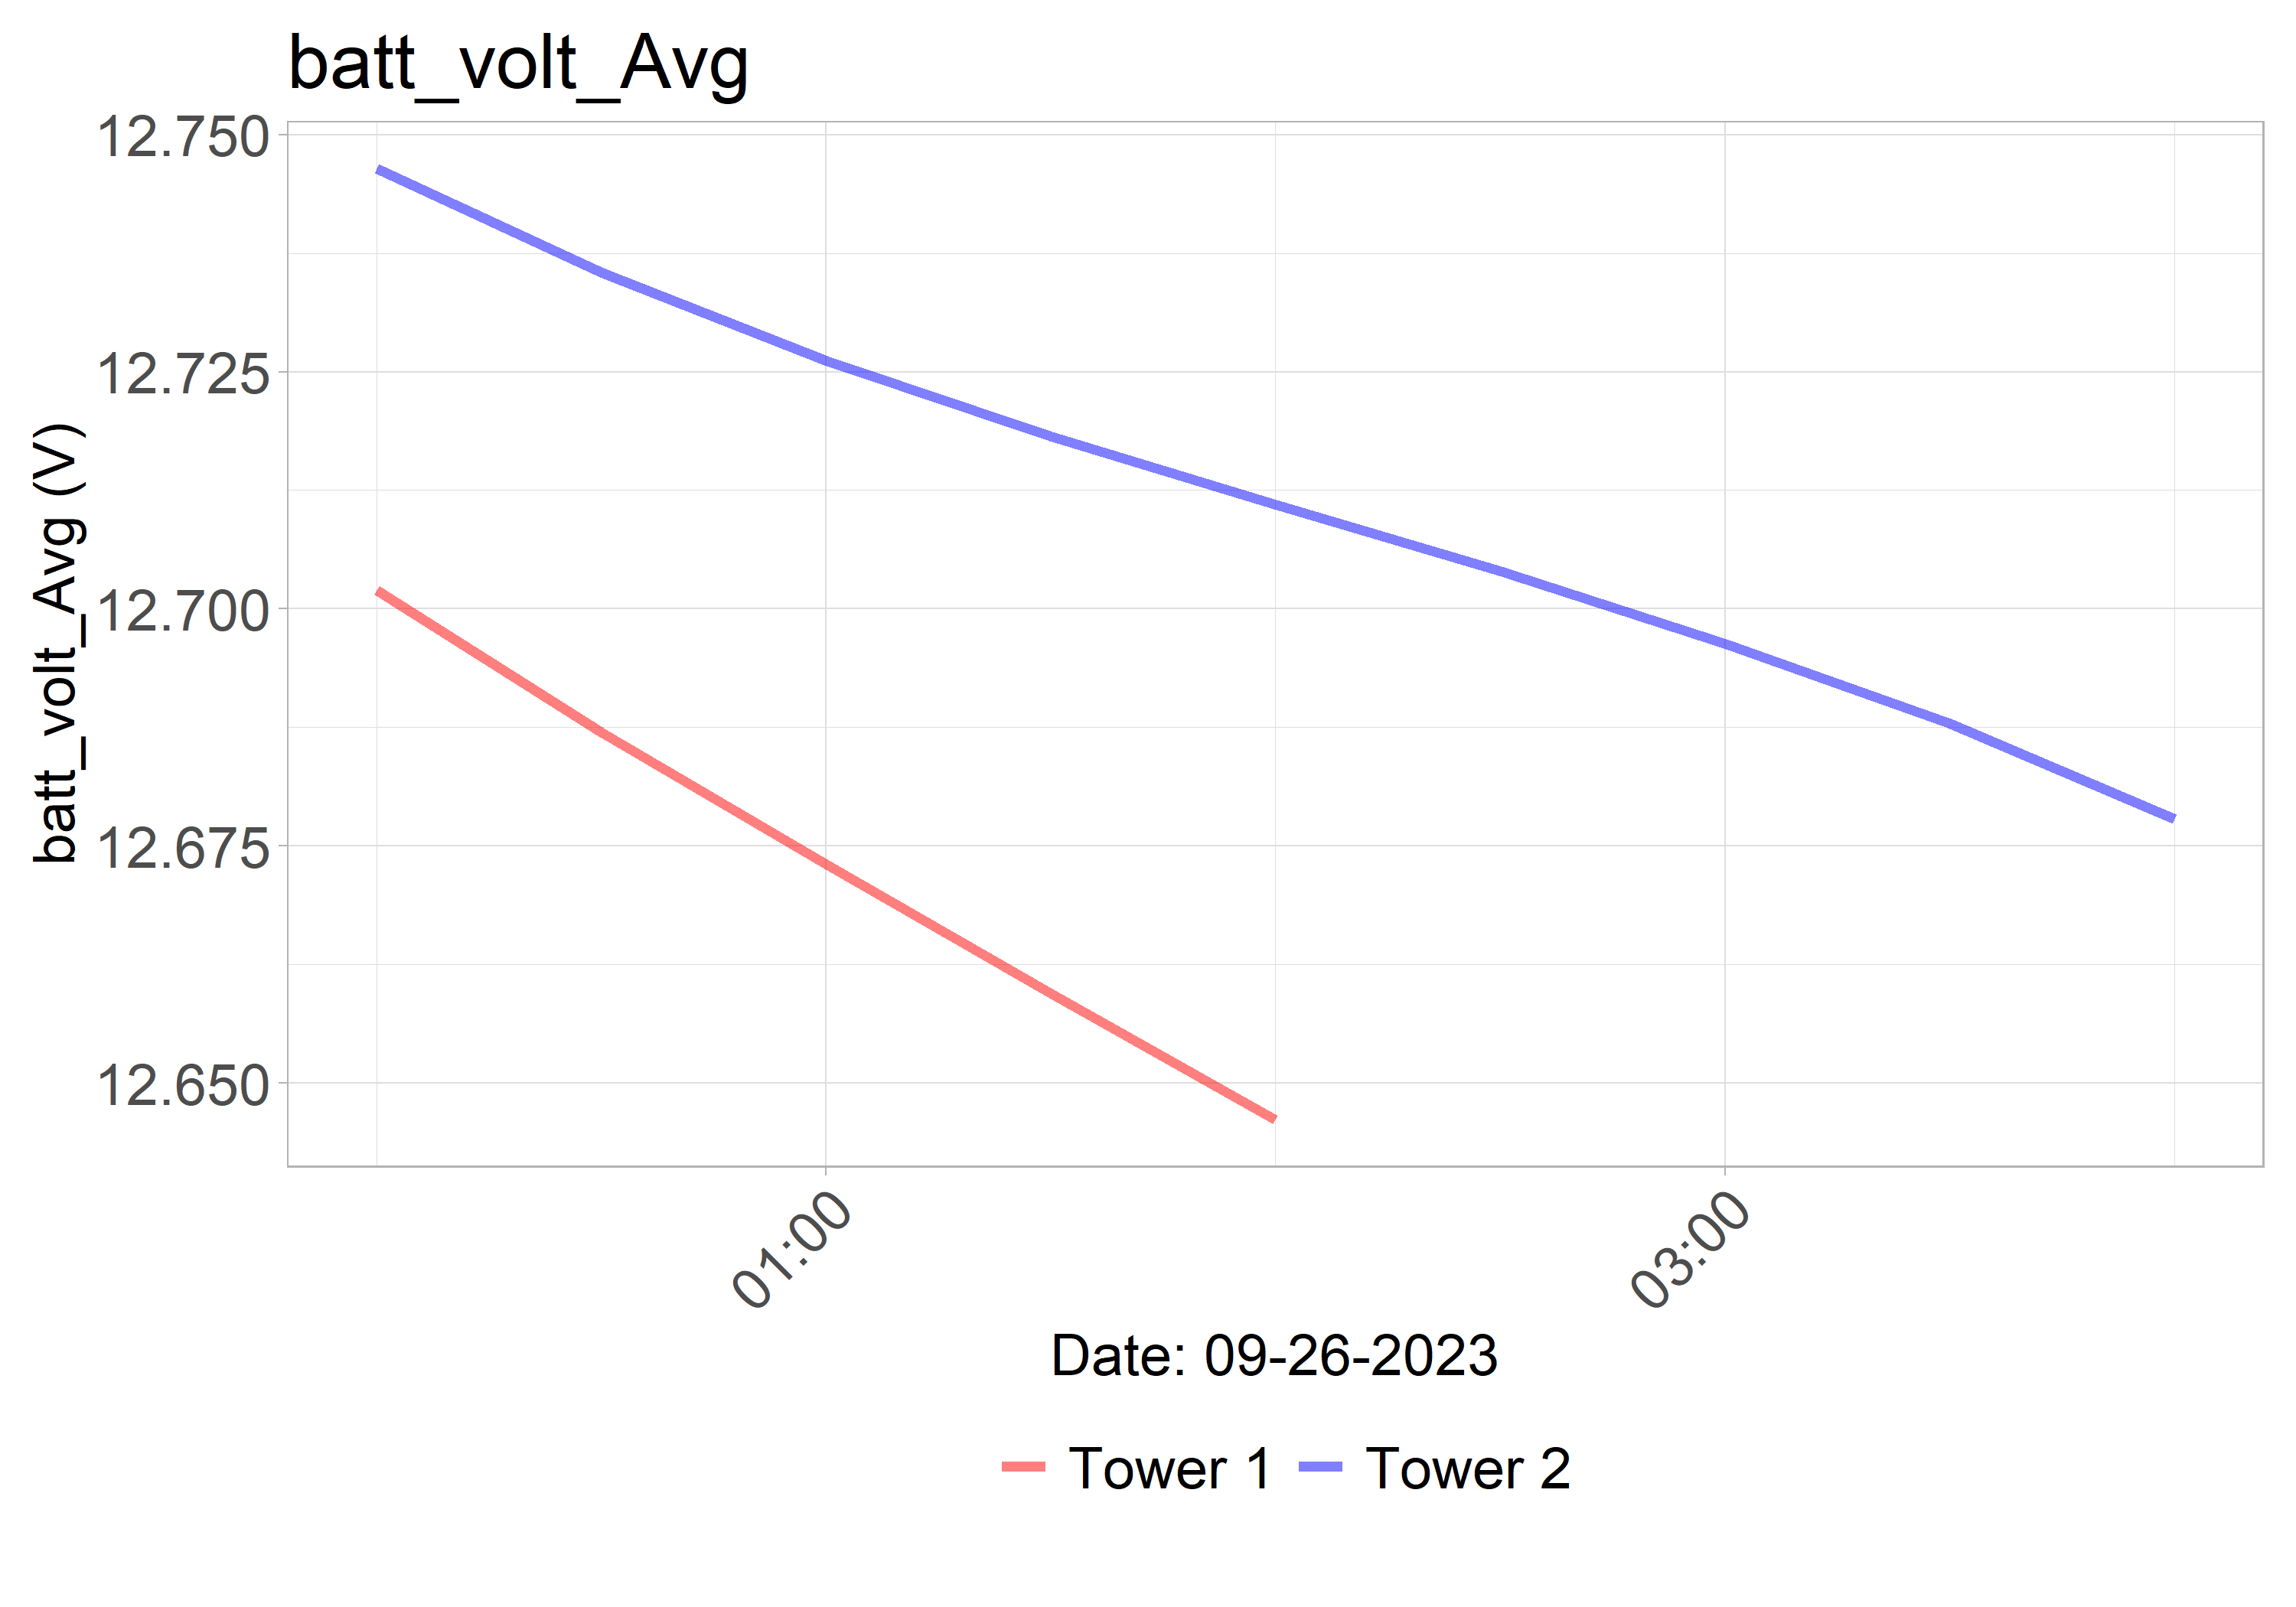 batt_volt_Avg
batt_volt_Avg (V)
12.750
12.725
12.700
12.675
12.650
01:00
03:00
Date: 09-26-2023
Tower 1
Tower 2